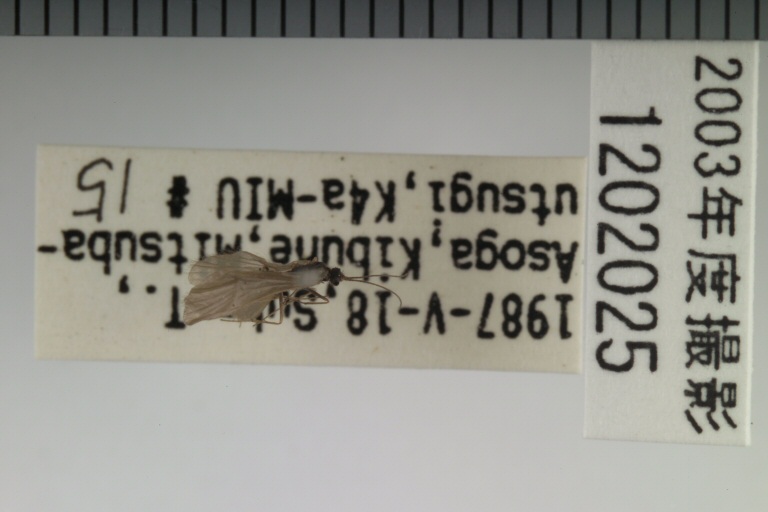 1987-V-18, T.,
Asoga, Kibune, Mitsuba-
utsugi, K4a-MIU # 15
2003年度撮影
1202025